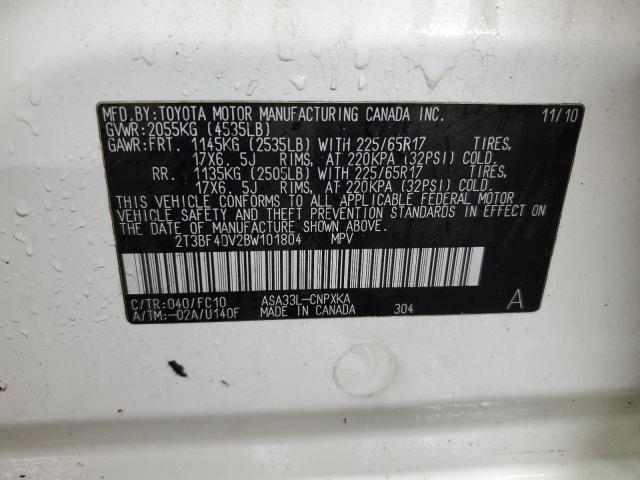 MFD.BY:TOYOTA MOTOR MANUFACTURING CANADA INC. 11/10
GVWR:2055KG (4535LB)
GAWR:FRT. 1145KG (2535LB) WITH 225/65R17 TIRES,
17X6. 5J RIMS, AT 220KPA (32PSI) COLD.
RR. 1135KG (2505LB) WITH 225/65R17 TIRES,
17X6. 5J RIMS, AT 220KPA (32PSI) COLD.
THIS VEHICLE CONFORMS TO ALL APPLICABLE FEDERAL MOTOR
VEHICLE SAFETY AND THEFT PREVENTION STANDARDS IN EFFECT ON
THE DATE OF MANUFACTURE SHOWN ABOVE.
2T3BF4DV2BW101804 MPV
C/TR:040/FC10 ASA33L-CNPXKA A
A/TM:-02A/U140F MADE IN CANADA 304